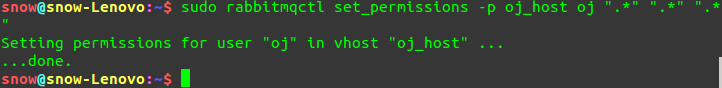 snow@snow-Lenovo:~$ sudo rabbitmqctl set_permissions -p oj_host oj ".*" ".*" ".*
"
Setting permissions for user "oj" in vhost "oj_host" ...
...done.
snow@snow-Lenovo:~$